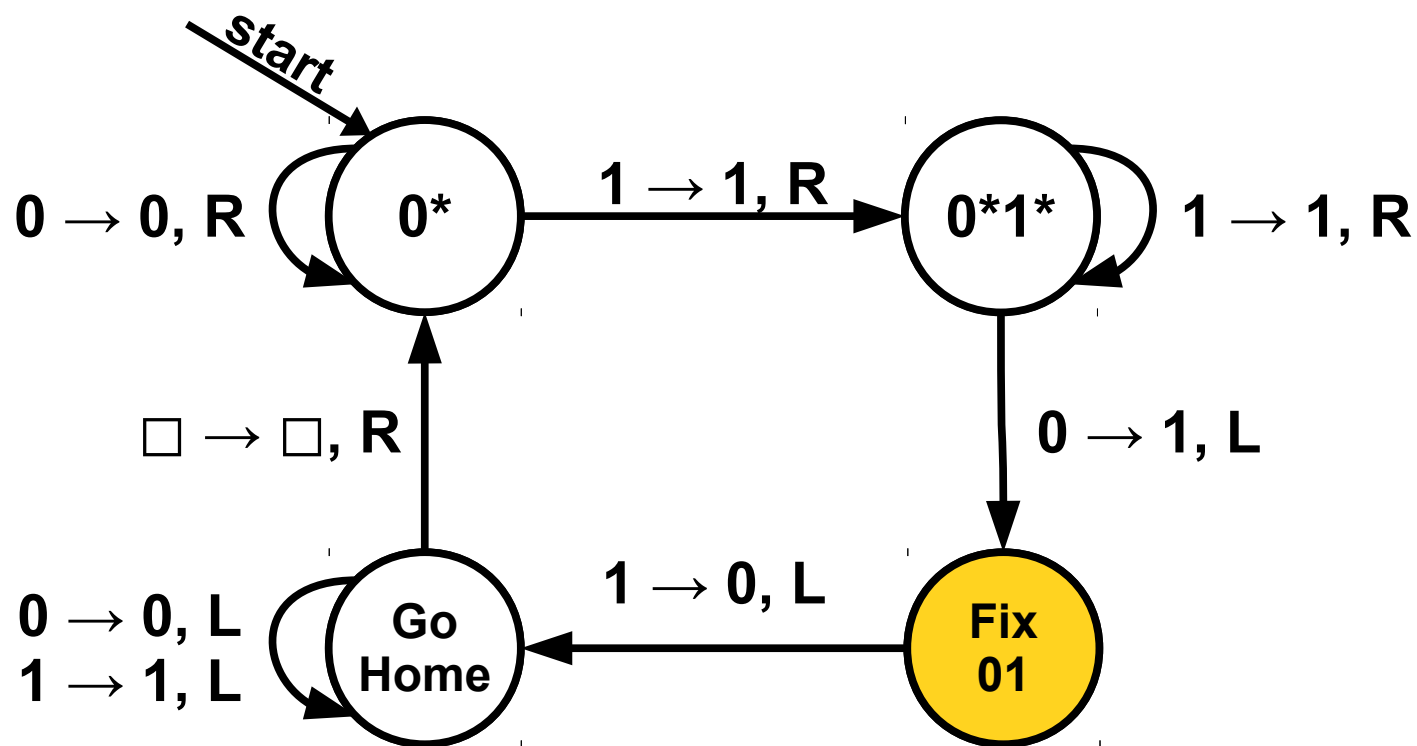 start
0 → 0, R
0*
1 → 1, R
0*1*
1 → 1, R
□ → □, R
0 → 1, L
0 → 0, L
1 → 1, L
Go
Home
1 → 0, L
Fix
01